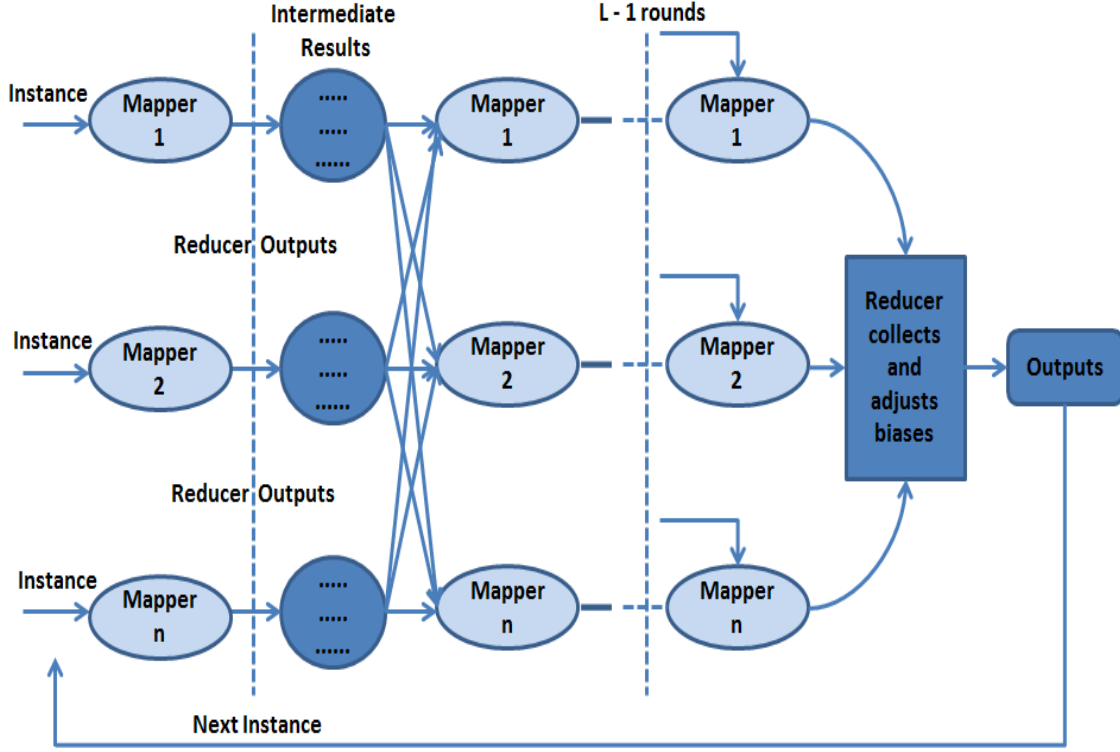 Intermediate
Results
L - 1 rounds
Instance
Mapper
1
.....
.....
......
Mapper
1
Mapper
1
Reducer Outputs
Instance
Mapper
2
.....
.....
......
Mapper
2
Mapper
2
Reducer
collects
and
adjusts
biases
Outputs
Reducer Outputs
Instance
Mapper
n
.....
.....
......
Mapper
n
Mapper
n
Next Instance